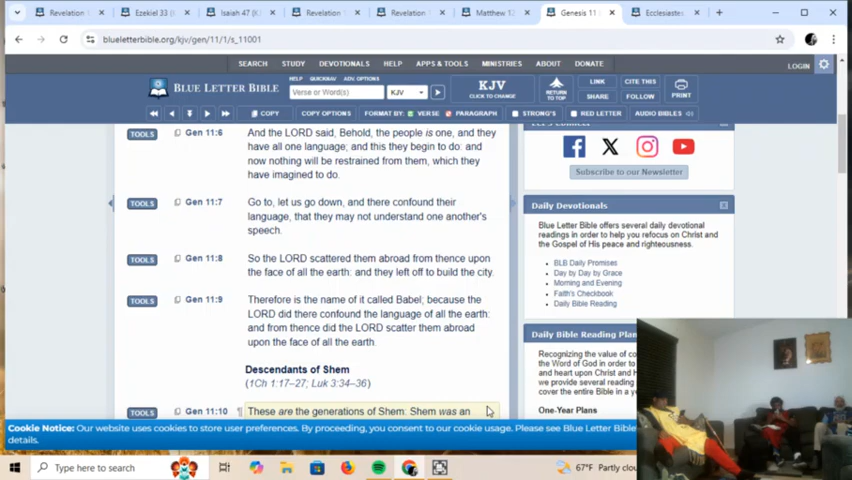 Revelation 1
Ezekiel 33 (
Isaiah 47 (KJ
Revelation 1
Revelation 1
Matthew 12
Genesis 11
Ecclesiastes
blueletterbible.org/kjv/gen/11/1/s_11001
SEARCH STUDY DEVOTIONALS HELP APPS & TOOLS MINISTRIES ABOUT DONATE
LOGIN
BLUE LETTER BIBLE
HELP QUICKNAV ADV. OPTIONS
Verse or Word(s) KJV
KJV
CLICK TO CHANGE
RETURN
TO TOP
LINK
SHARE
CITE THIS
FOLLOW
PRINT
COPY COPY OPTIONS FORMAT BY: VERSE PARAGRAPH STRONG'S RED LETTER AUDIO BIBLES
TOOLS Gen 11:6 And the LORD said, Behold, the people is one, and they
have all one language; and this they begin to do: and
now nothing will be restrained from them, which they
have imagined to do.
TOOLS Gen 11:7 Go to, let us go down, and there confound their
language, that they may not understand one another's
speech.
TOOLS Gen 11:8 So the LORD scattered them abroad from thence upon
the face of all the earth: and they left off to build the city.
TOOLS Gen 11:9 Therefore is the name of it called Babel; because the
LORD did there confound the language of all the earth:
and from thence did the LORD scatter them abroad
upon the face of all the earth.
Descendants of Shem
(1Ch 1:17–27; Luk 3:34–36)
TOOLS Gen 11:10 ¶ These are the generations of Shem: Shem was an
Subscribe to our Newsletter
Daily Devotionals
Blue Letter Bible offers several daily devotional
readings in order to help you refocus on Christ and
the Gospel of His peace and righteousness.
BLB Daily Promises
Day by Day by Grace
Morning and Evening
Faith's Checkbook
Daily Bible Reading
Daily Bible Reading Plan
Recognizing the value of co
Word of God in order to
and heart upon Christ and H
we provide several reading
cover the entire Bible in a y
One-Year Plans
Cookie Notice: Our website uses cookies to store user preferences. By proceeding, you consent to our cookie usage. Please see Blue Letter Bible
details.
Type here to search
67°F Partly clou